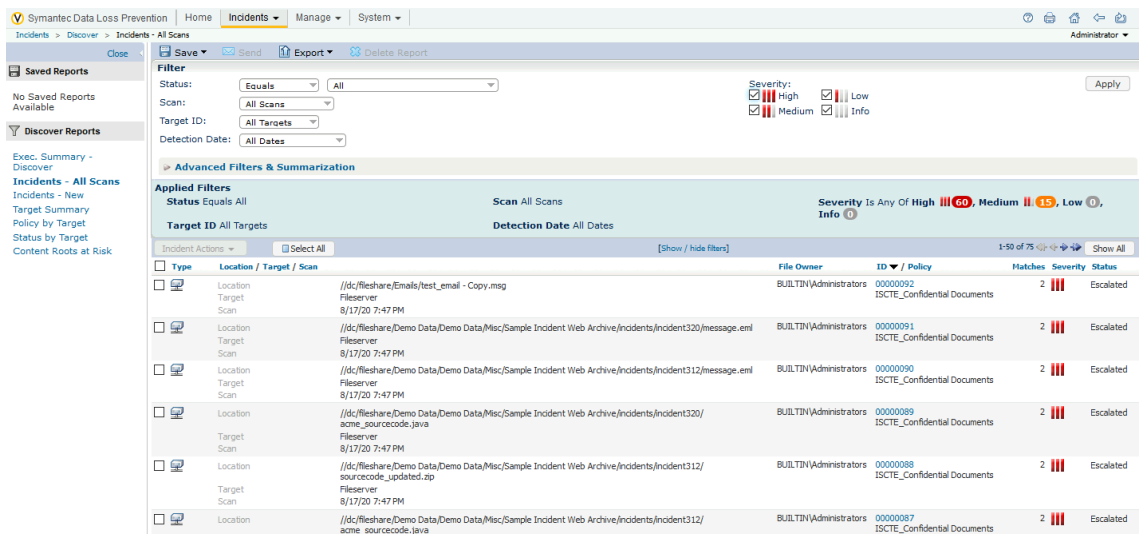 Symantec Data Loss Prevention Home Incidents Manage System
Incidents > Discover > Incidents - All Scans Administrator
Close
Save Send Export Delete Report
Saved Reports
No Saved Reports
Available
Discover Reports
Exec. Summary -
Discover
Incidents - All Scans
Incidents - New
Target Summary
Policy by Target
Status by Target
Content Roots at Risk
Filter
Status: Equals All
Scan: All Scans
Target ID: All Targets
Detection Date: All Dates
Severity:
High Low
Medium Info
Apply
Advanced Filters & Summarization
Applied Filters
Status Equals All Scan All Scans Severity Is Any Of High 60, Medium 15, Low 0,
Info 0
Target ID All Targets Detection Date All Dates
Incident Actions Select All [Show / hide filters] 1-50 of 75 Show All
Type Location / Target / Scan File Owner ID / Policy Matches Severity Status
Location //dc/fileshare/Emails/test_email - Copy.msg BUILTIN\Administrators 00000092 2 Escalated
Target Fileserver ISCTE_Confidential Documents
Scan 8/17/20 7:47 PM
Location //dc/fileshare/Demo Data/Demo Data/Misc/Sample Incident Web Archive/incidents/incident320/message.eml BUILTIN\Administrators 00000091 2 Escalated
Target Fileserver ISCTE_Confidential Documents
Scan 8/17/20 7:47 PM
Location //dc/fileshare/Demo Data/Demo Data/Misc/Sample Incident Web Archive/incidents/incident312/message.eml BUILTIN\Administrators 00000090 2 Escalated
Target Fileserver ISCTE_Confidential Documents
Scan 8/17/20 7:47 PM
Location //dc/fileshare/Demo Data/Demo Data/Misc/Sample Incident Web Archive/incidents/incident320/ BUILTIN\Administrators 00000089 2 Escalated
acme_sourcecode.java ISCTE_Confidential Documents
Target Fileserver
Scan 8/17/20 7:47 PM
Location //dc/fileshare/Demo Data/Demo Data/Misc/Sample Incident Web Archive/incidents/incident312/ BUILTIN\Administrators 00000088 2 Escalated
sourcecode_updated.zip ISCTE_Confidential Documents
Target Fileserver
Scan 8/17/20 7:47 PM
Location //dc/fileshare/Demo Data/Demo Data/Misc/Sample Incident Web Archive/incidents/incident312/ BUILTIN\Administrators 00000087 2 Escalated
acme_sourcecode.java ISCTE_Confidential Documents